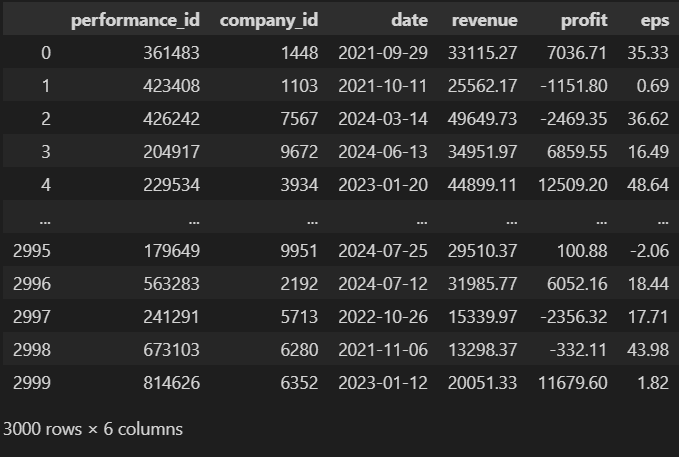 performance_id company_id date revenue profit eps
0 361483 1448 2021-09-29 33115.27 7036.71 35.33
1 423408 1103 2021-10-11 25562.17 -1151.80 0.69
2 426242 7567 2024-03-14 49649.73 -2469.35 36.62
3 204917 9672 2024-06-13 34951.97 6859.55 16.49
4 229534 3934 2023-01-20 44899.11 12509.20 48.64
... ... ... ... ... ... ...
2995 179649 9951 2024-07-25 29510.37 100.88 -2.06
2996 563283 2192 2024-07-12 31985.77 6052.16 18.44
2997 241291 5713 2022-10-26 15339.97 -2356.32 17.71
2998 673103 6280 2021-11-06 13298.37 -332.11 43.98
2999 814626 6352 2023-01-12 20051.33 11679.60 1.82
3000 rows × 6 columns